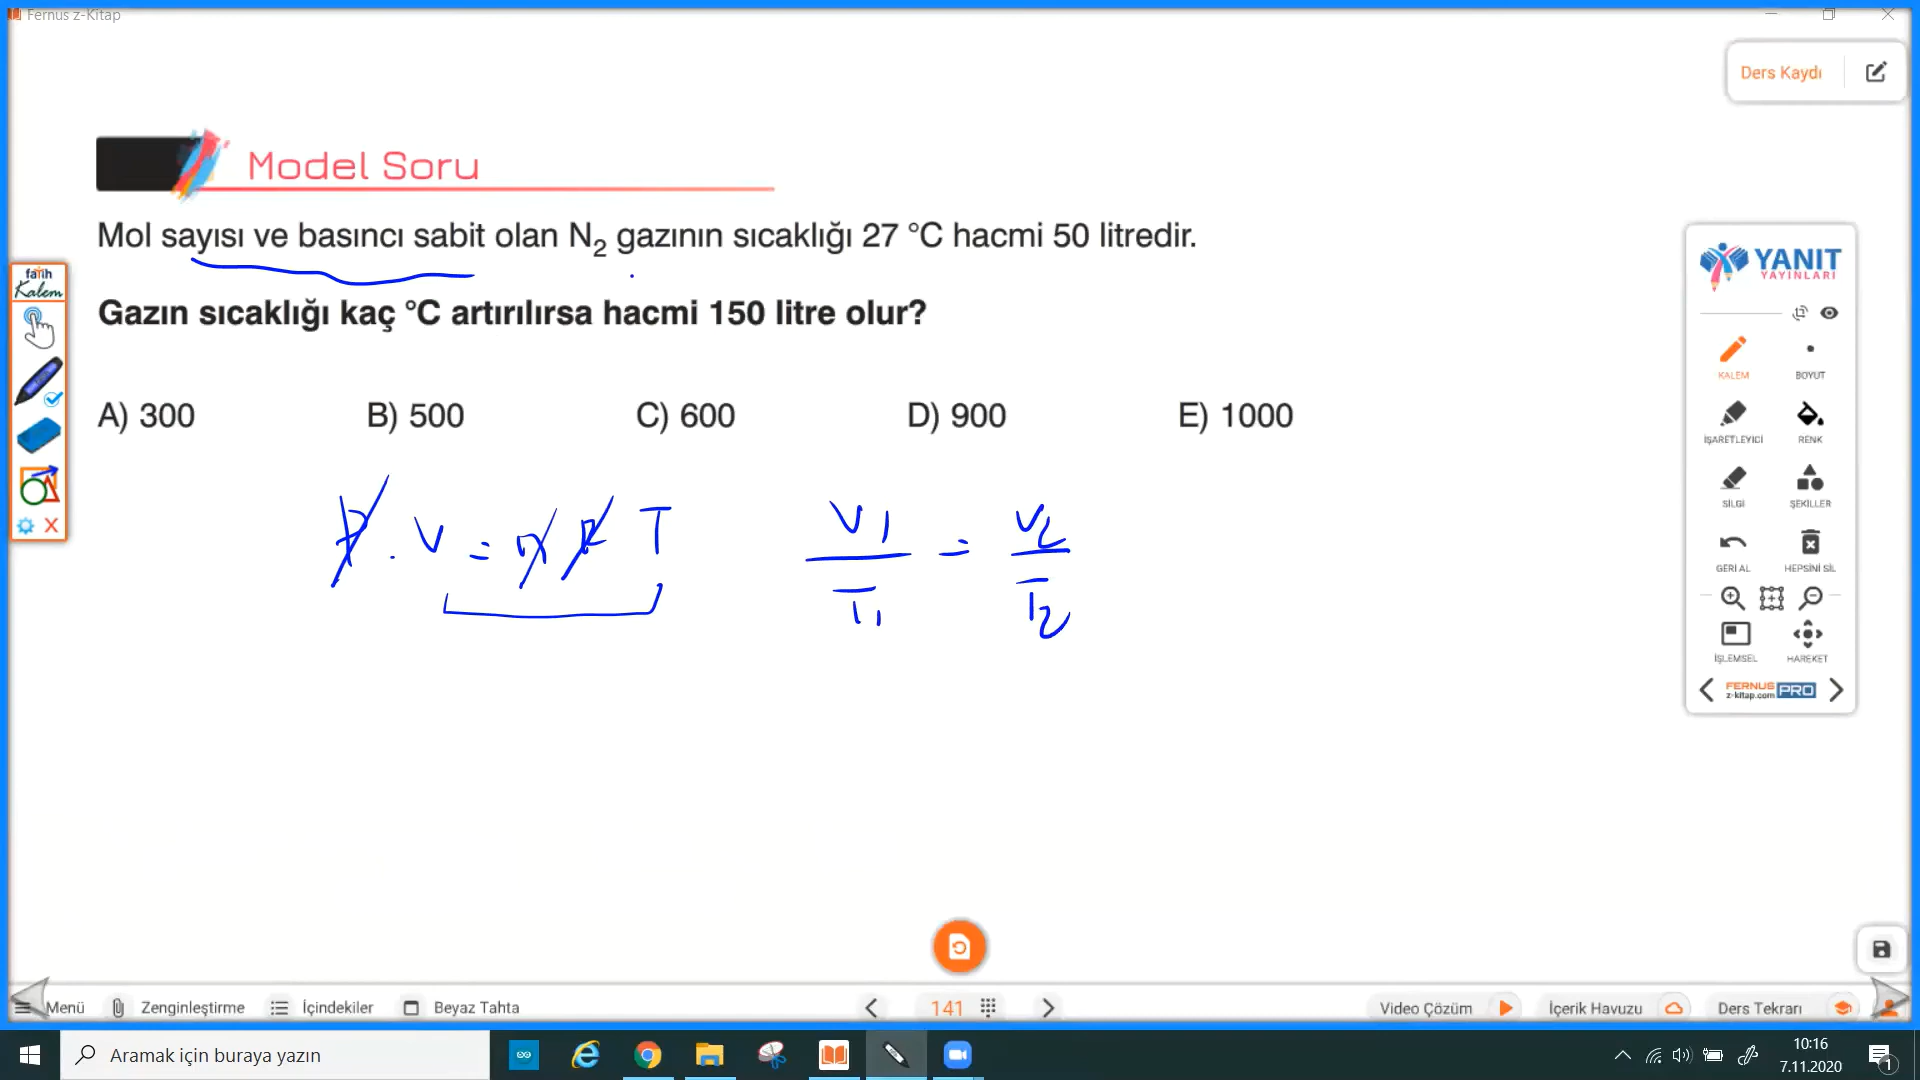 Fernus z-Kitap
Ders Kaydı
Model Soru
Mol sayısı ve basıncı sabit olan N₂ gazının sıcaklığı 27 °C hacmi 50 litredir.
Gazın sıcaklığı kaç °C artırılırsa hacmi 150 litre olur?
A) 300 B) 500 C) 600 D) 900 E) 1000
P . V = n R T
V1/T1 = V2/T2
fatih
Kalem
X
YANIT
YAYINLARI
KALEM BOYUT
İŞARETLEYİCİ RENK
SİLGİ ŞEKİLLER
GERİ AL HEPSİNİ SİL
İŞLEMSEL HAREKET
FERNUS
z-kitap.com PRO
Menü Zenginleştirme İçindekiler Beyaz Tahta 141 Video Çözüm İçerik Havuzu Ders Tekrarı
Aramak için buraya yazın
10:16
7.11.2020
1